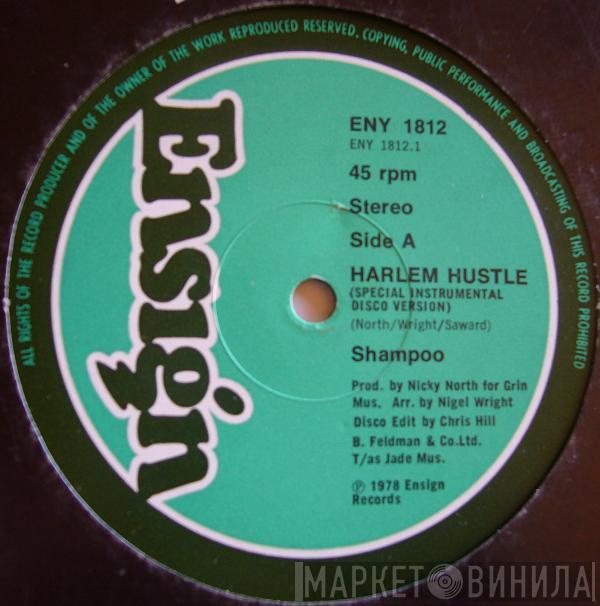 ALL RIGHTS OF THE RECORD PRODUCER AND OF THE OWNER OF THE WORK REPRODUCED RESERVED. COPYING, PUBLIC PERFORMANCE AND BROADCASTING OF THIS RECORD PROHIBITED
Ensign
ENY 1812
ENY 1812.1
45 rpm
Stereo
Side A
HARLEM HUSTLE
(SPECIAL INSTRUMENTAL
DISCO VERSION)
(North/Wright/Saward)
Shampoo
Prod. by Nicky North for Grin
Mus. Arr. by Nigel Wright
Disco Edit by Chris Hill
B. Feldman & Co.Ltd.
T/as Jade Mus.
℗ 1978 Ensign
Records
МАРКЕТ ВИНИЛА